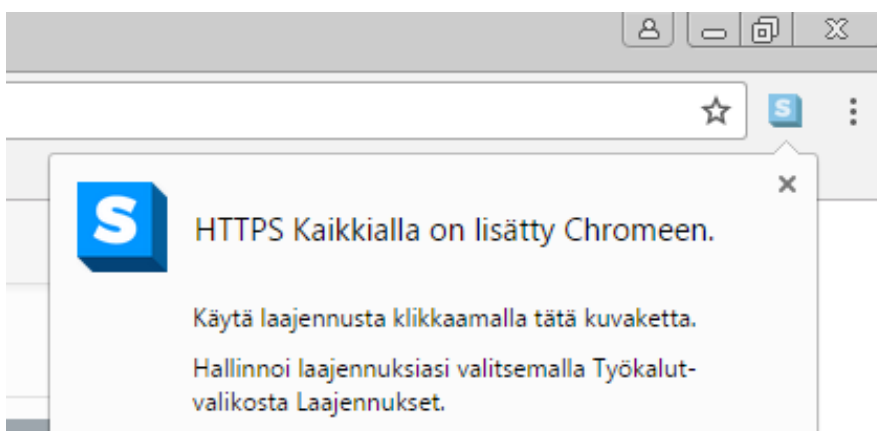 S
S
HTTPS Kaikkialla on lisätty Chromeen.
Käytä laajennusta klikkaamalla tätä kuvaketta.
Hallinnoi laajennuksiasi valitsemalla Työkalut-
valikosta Laajennukset.